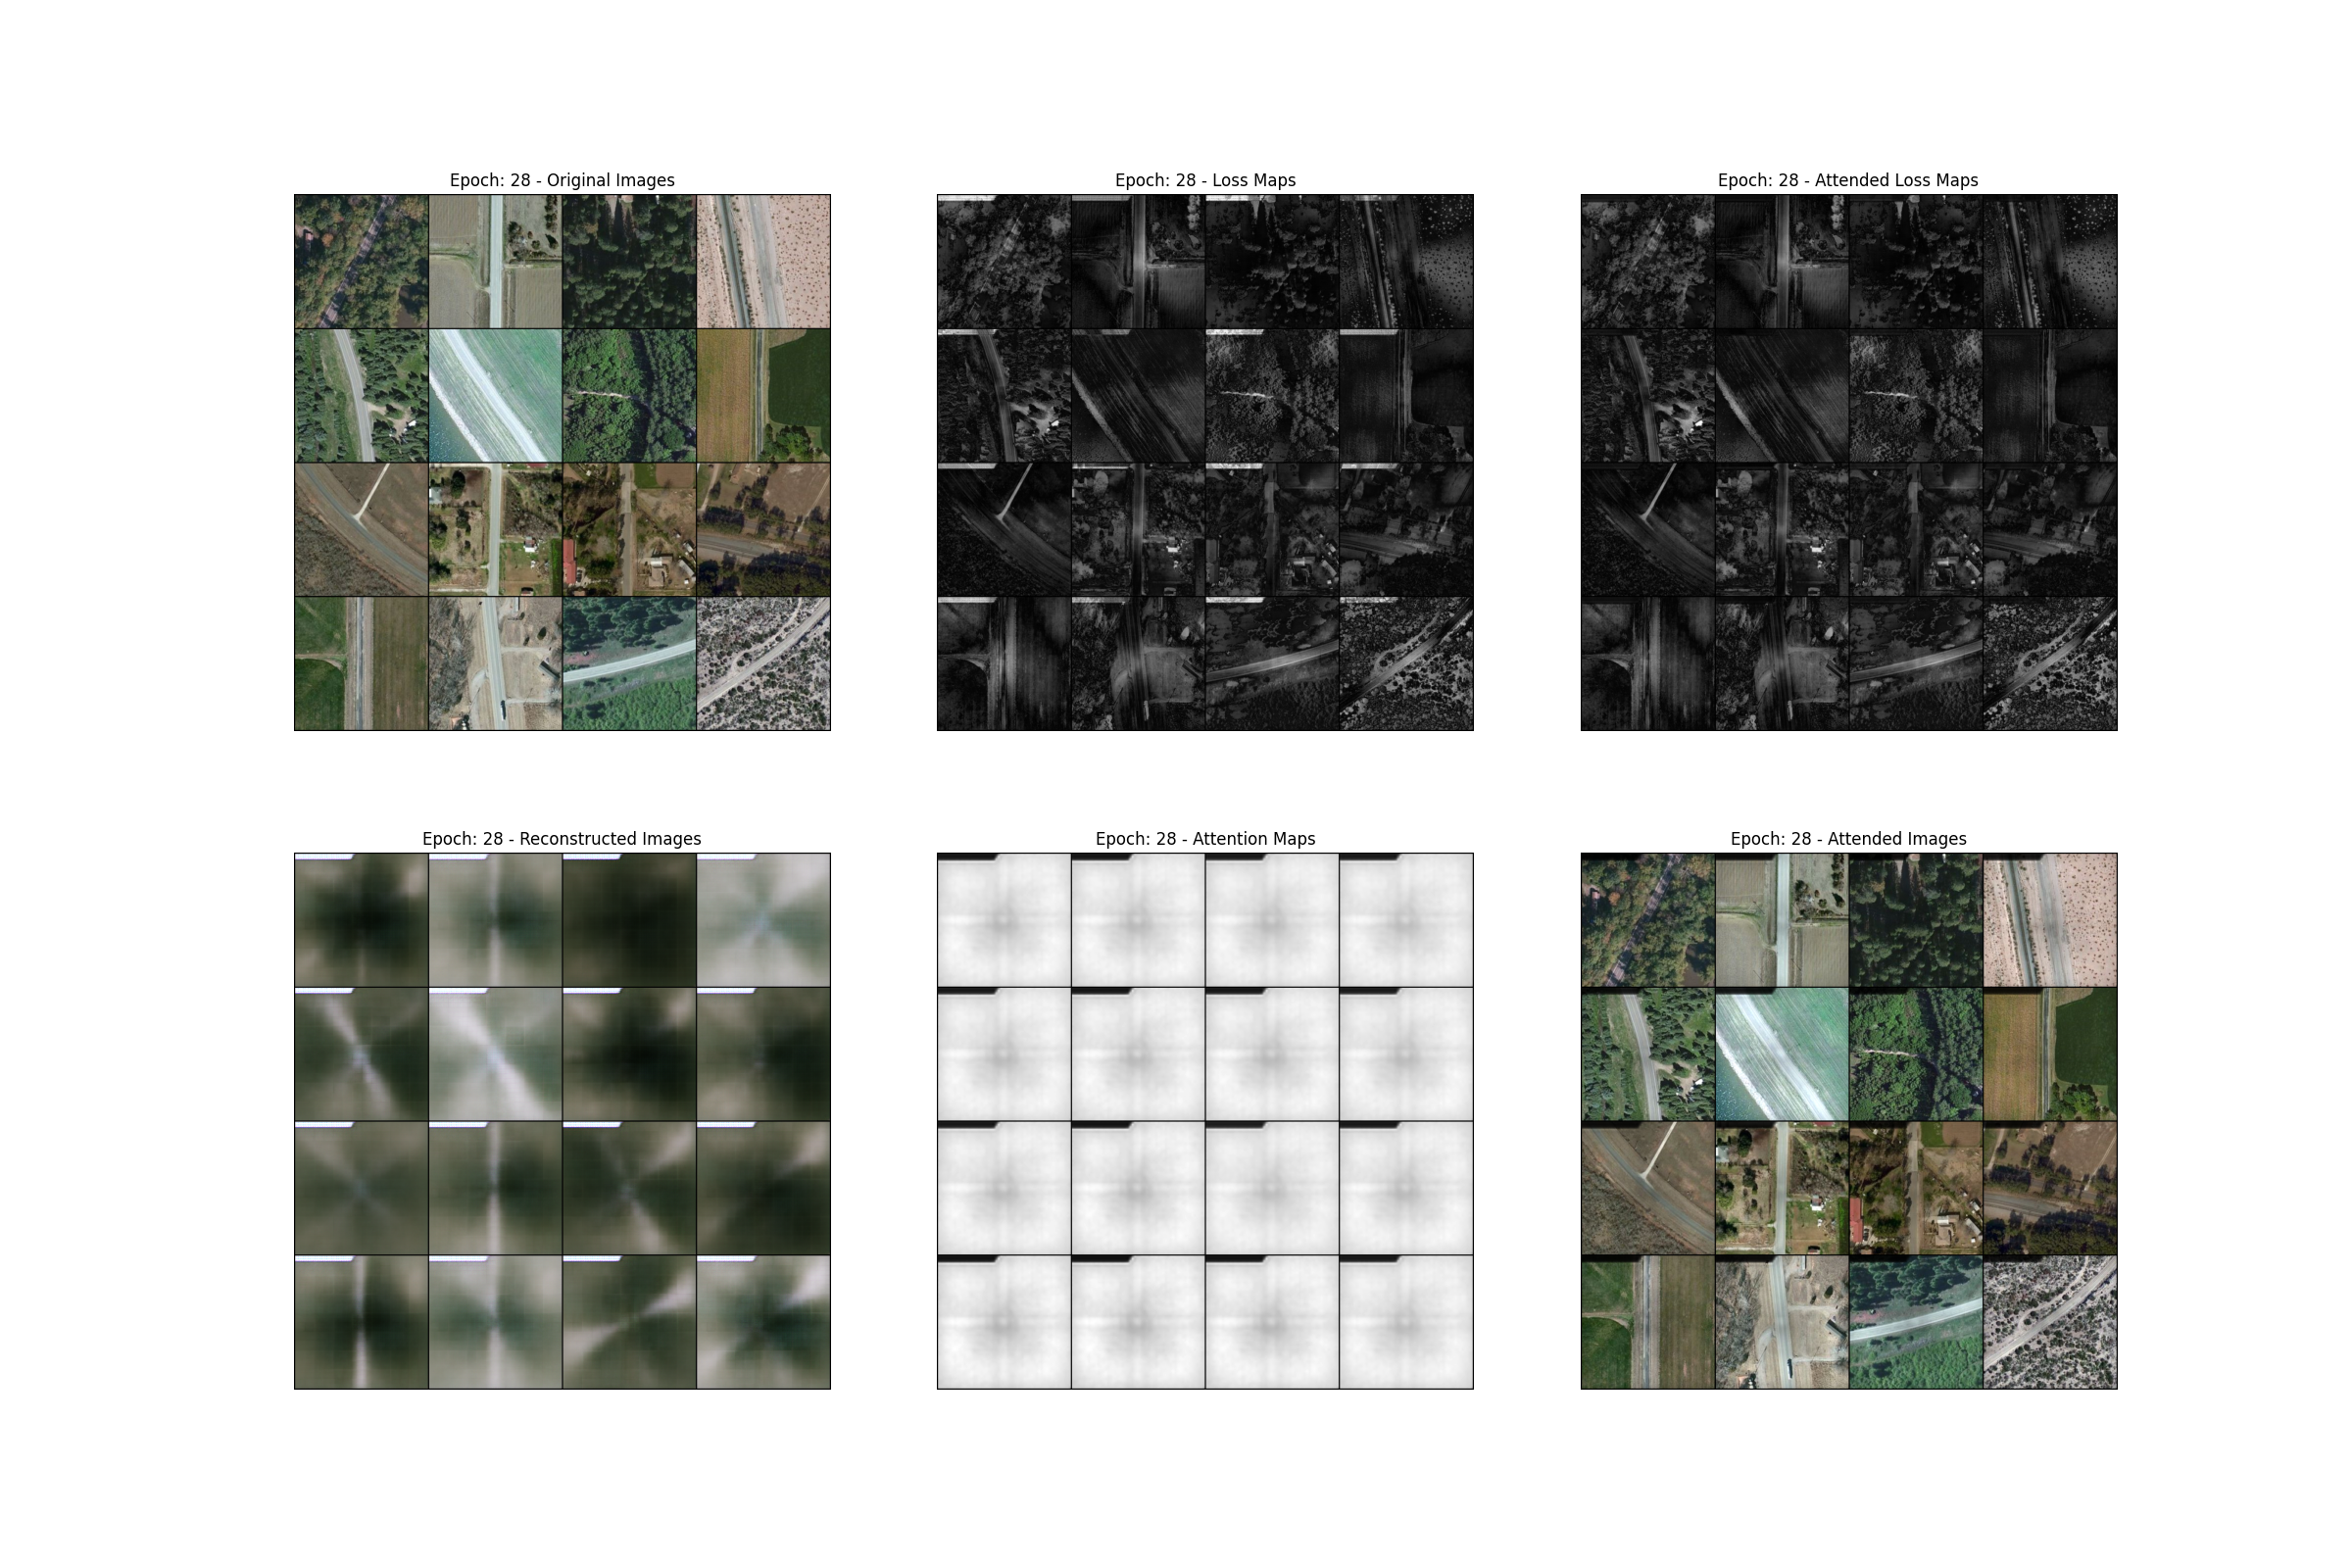 Epoch: 28 - Original Images
Epoch: 28 - Loss Maps
Epoch: 28 - Attended Loss Maps
Epoch: 28 - Reconstructed Images
Epoch: 28 - Attention Maps
Epoch: 28 - Attended Images